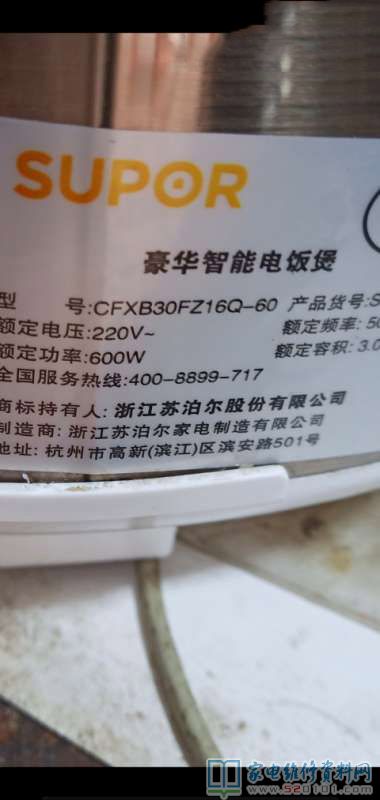 SUPOR
豪华智能电饭煲
型 号:CFXB30FZ16Q-60 产品货号:S
额定电压:220V~ 额定频率:50
额定功率:600W 额定容积:3.0
全国服务热线:400-8899-717
商标持有人: 浙江苏泊尔股份有限公司
制造商: 浙江苏泊尔家电制造有限公司
地址: 杭州市高新(滨江)区滨安路501号
家电维修资料网
www.520101.com